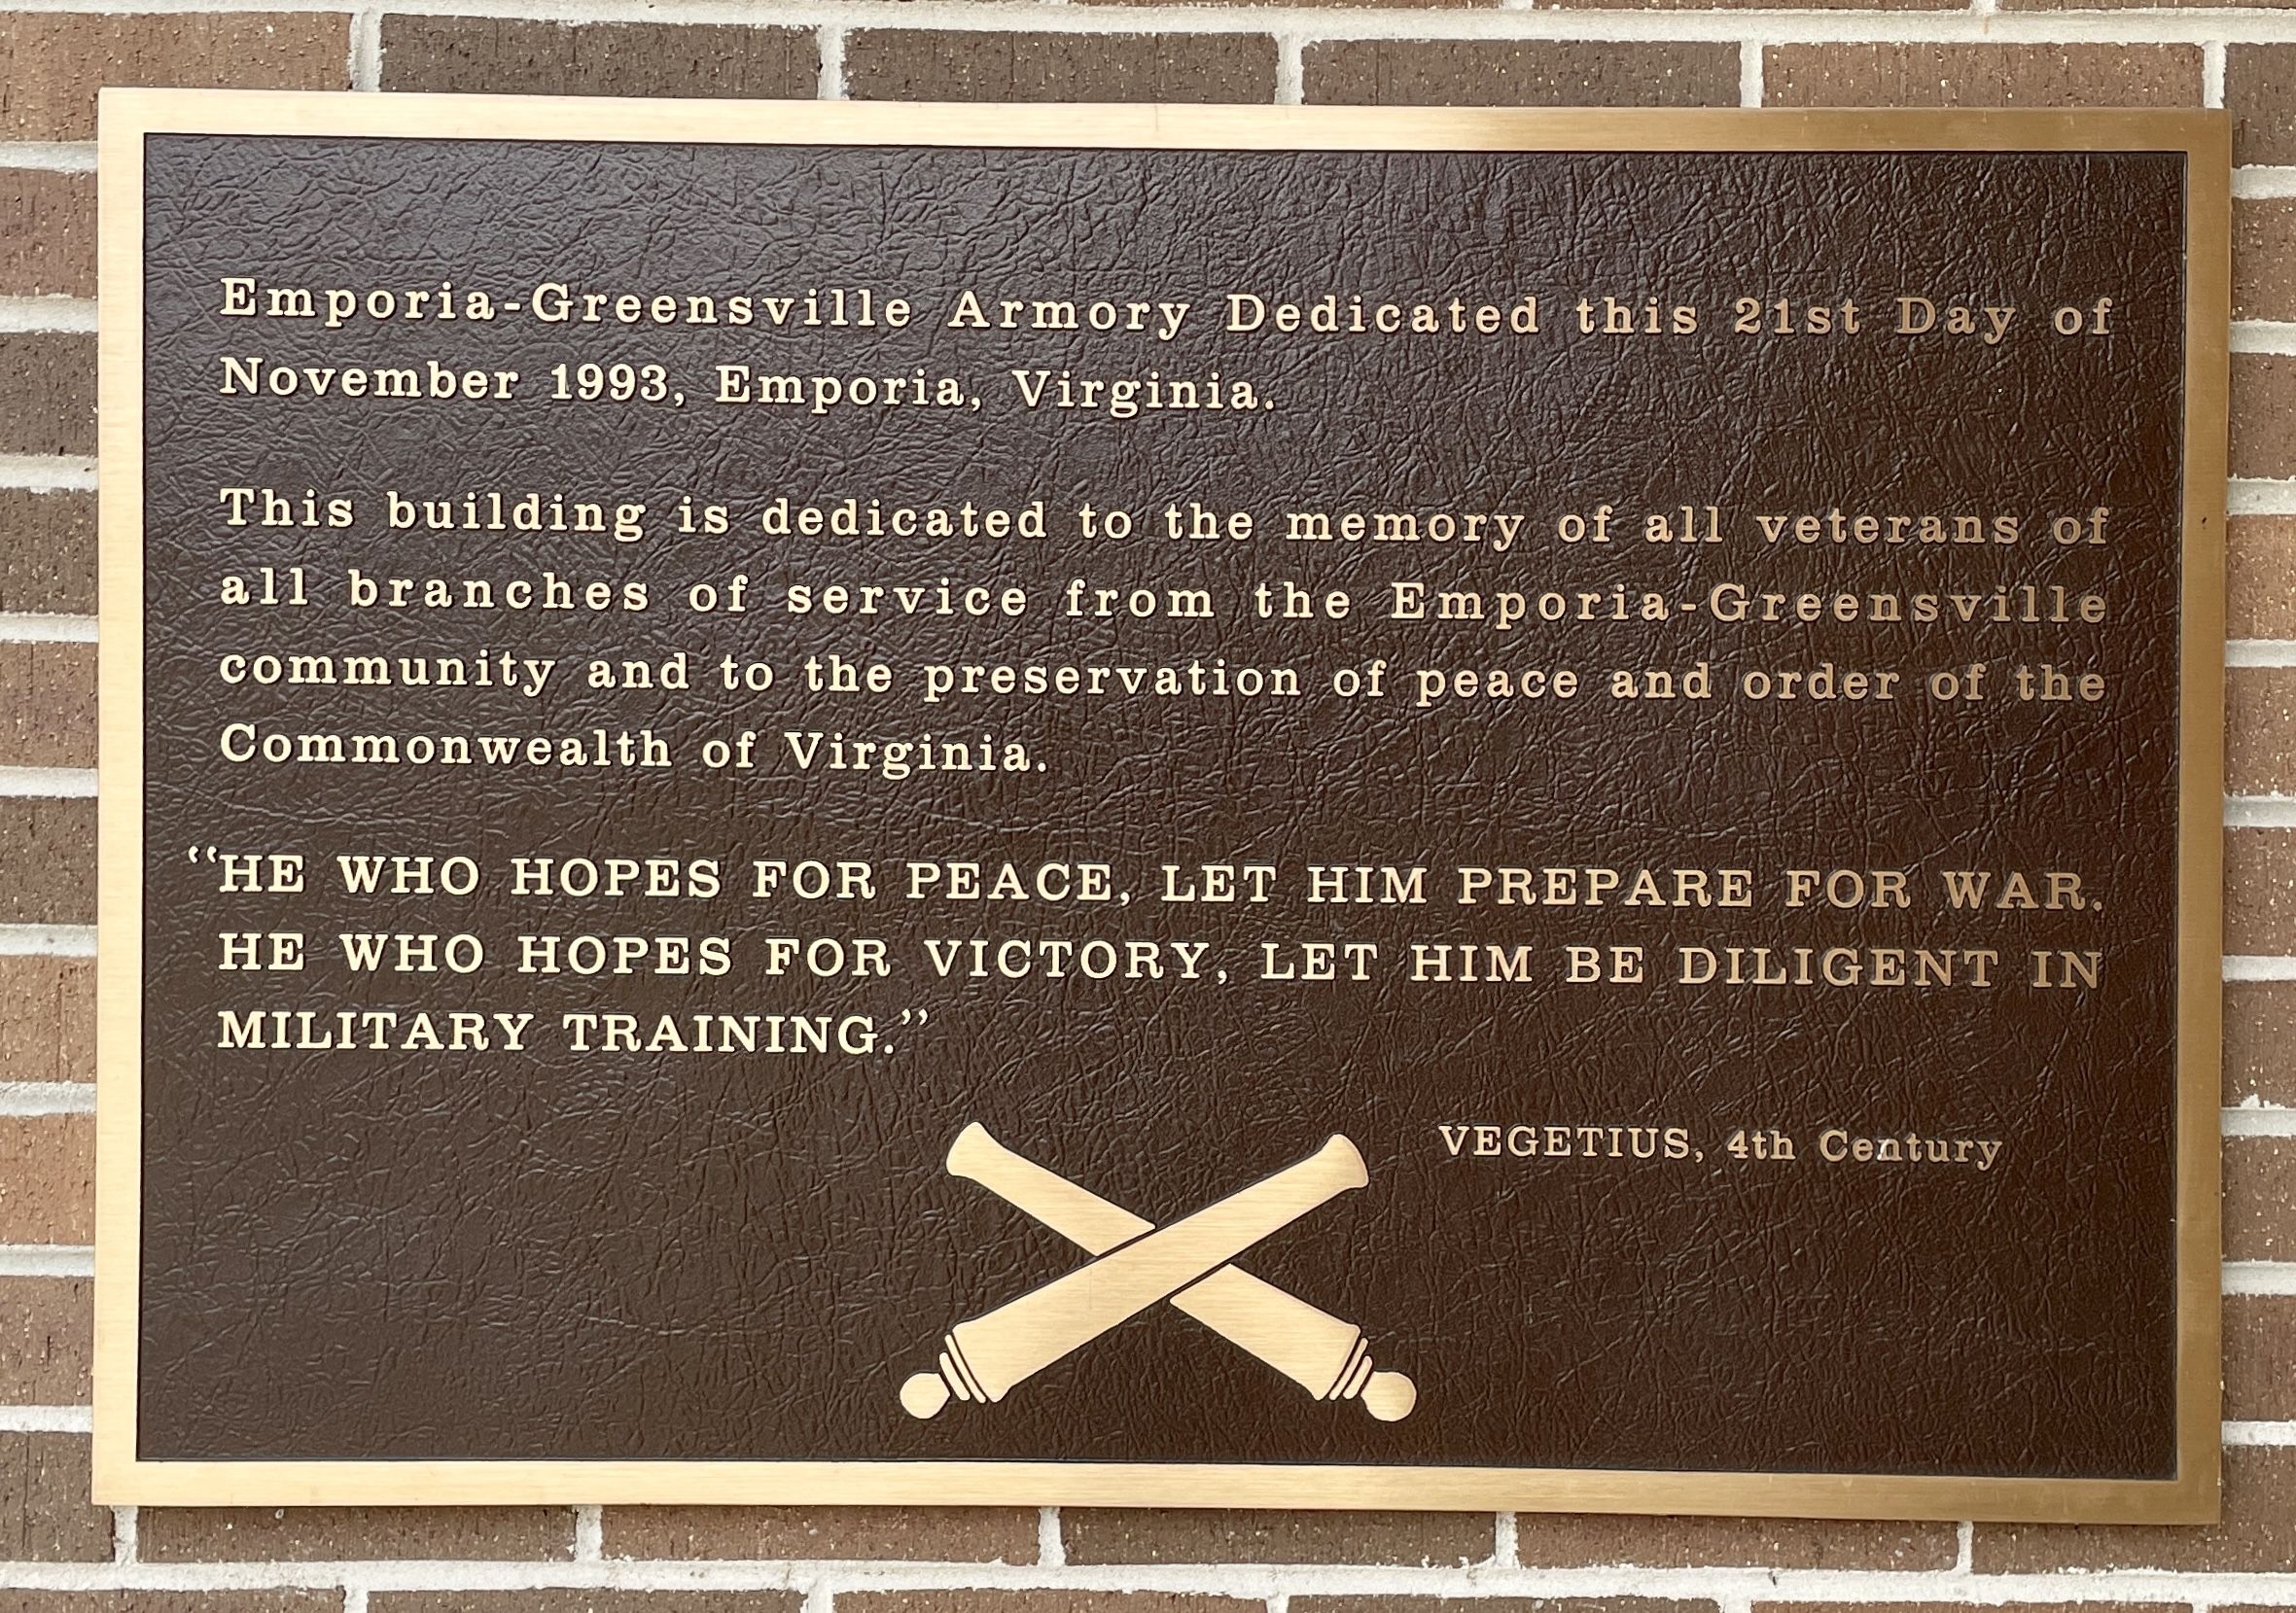 Emporia-Greensville Armory Dedicated this 21st Day of
November 1993, Emporia, Virginia.
This building is dedicated to the memory of all veterans of
all branches of service from the Emporia-Greensville
community and to the preservation of peace and order of the
Commonwealth of Virginia.
“HE WHO HOPES FOR PEACE, LET HIM PREPARE FOR WAR.
HE WHO HOPES FOR VICTORY, LET HIM BE DILIGENT IN
MILITARY TRAINING.”
VEGETIUS, 4th Century